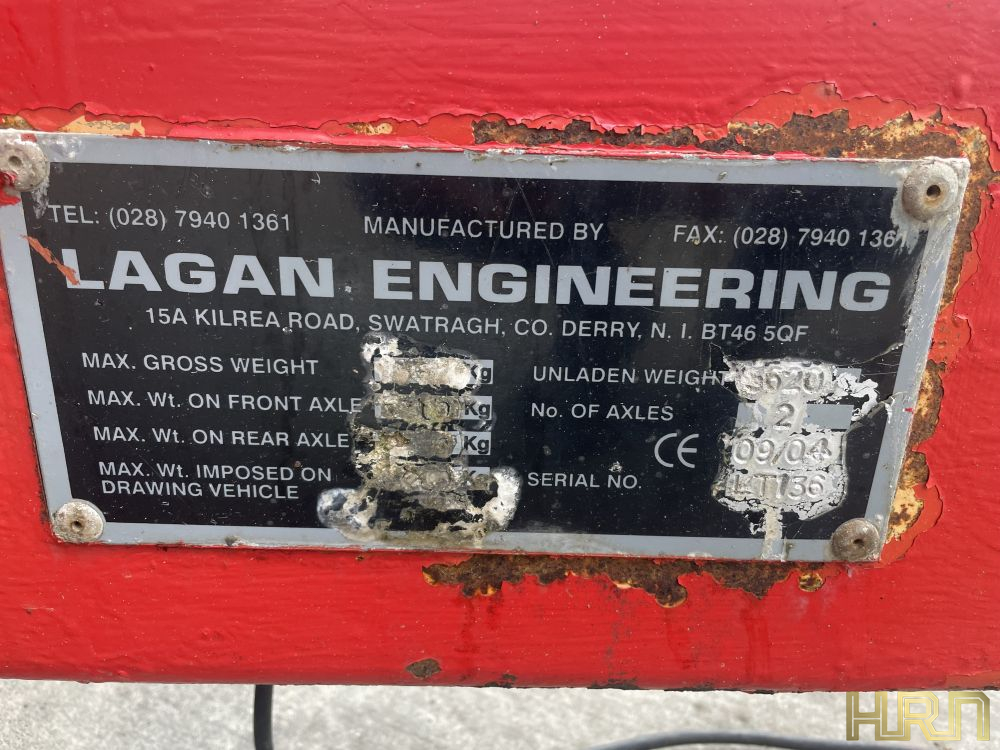 TEL: (028) 7940 1361 MANUFACTURED BY FAX: (028) 7940 1361
LAGAN ENGINEERING
15A KILREA ROAD, SWATRAGH, CO. DERRY, N. I. BT46 5QF
MAX. GROSS WEIGHT Kg UNLADEN WEIGHT
MAX. Wt. ON FRONT AXLE Kg No. OF AXLES 2
MAX. Wt. ON REAR AXLE Kg CE 09/04
MAX. Wt. IMPOSED ON
DRAWING VEHICLE SERIAL NO. LT136
HRN